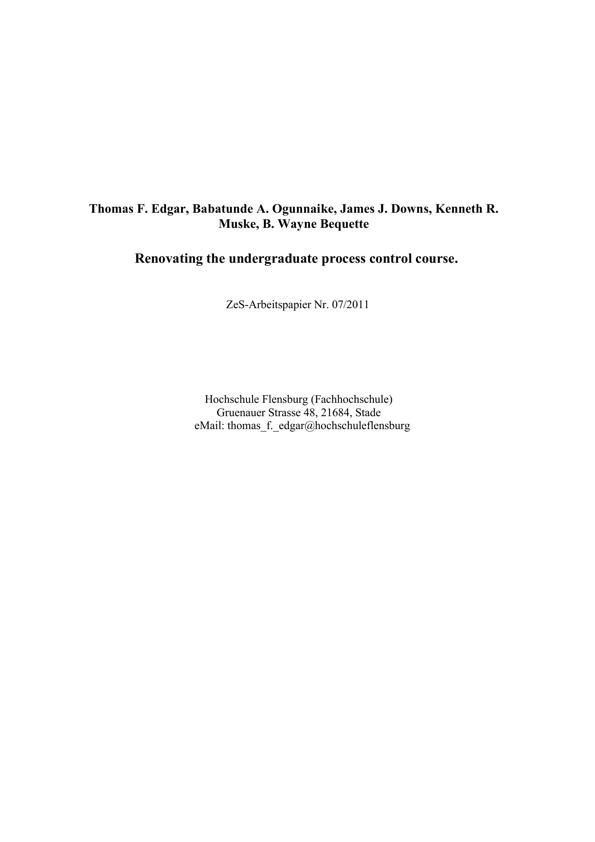 Thomas F. Edgar, Babatunde A. Ogunnaike, James J. Downs, Kenneth R.
Muske, B. Wayne Bequette
Renovating the undergraduate process control course.
ZeS-Arbeitspapier Nr. 07/2011
Hochschule Flensburg (Fachhochschule)
Gruenauer Strasse 48, 21684, Stade
eMail: thomas_f._edgar@hochschuleflensburg